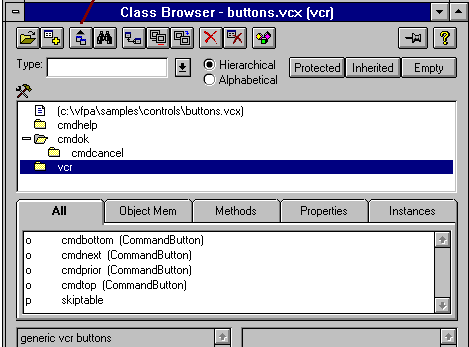 Class Browser - buttons.vcx (vcr)
Type:
Hierarchical
Alphabetical
Protected Inherited Empty
(c:\vfpa\samples\controls\buttons.vcx)
cmdhelp
cmdok
cmdcancel
vcr
All Object Mem Methods Properties Instances
o cmdbottom (CommandButton)
o cmdnext (CommandButton)
o cmdprior (CommandButton)
o cmdtop (CommandButton)
p skiptable
generic vcr buttons